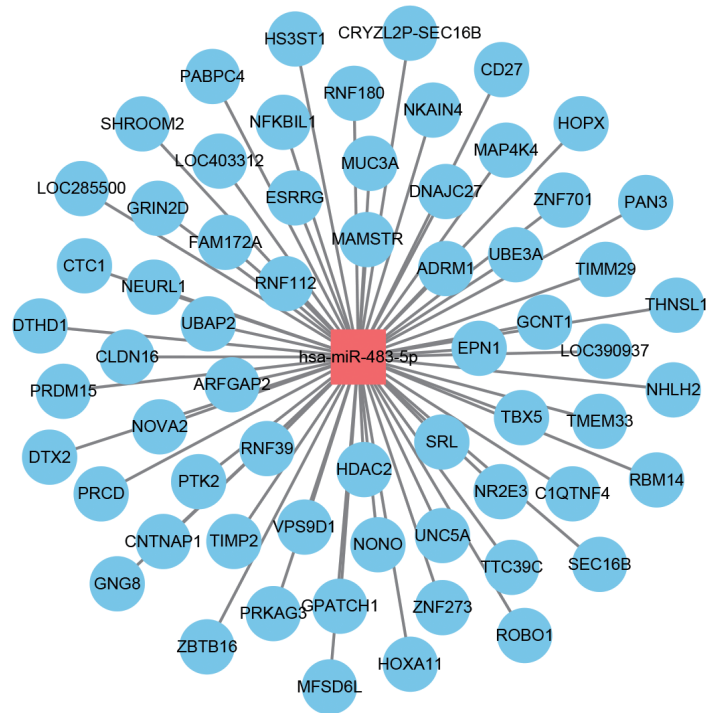 CRYZL2P-SEC16B
HS3ST1
CD27
PABPC4
RNF180
NKAIN4
SHROOM2
NFKBIL1
HOPX
LOC403312
MUC3A
MAP4K4
LOC285500
GRIN2D
ESRRG
DNAJC27
ZNF701
PAN3
FAM172A
MAMSTR
UBE3A
CTC1
NEURL1
RNF112
ADRM1
TIMM29
THNSL1
DTHD1
UBAP2
GCNT1
CLDN16
hsa-miR-483-5p
EPN1
LOC390937
PRDM15
ARFGAP2
NHLH2
NOVA2
TBX5
TMEM33
DTX2
RNF39
SRL
PRCD
PTK2
HDAC2
NR2E3
C1QTNF4
RBM14
CNTNAP1
TIMP2
VPS9D1
NONO
UNC5A
TTC39C
SEC16B
GNG8
PRKAG3
GPATCH1
ZNF273
ZBTB16
HOXA11
ROBO1
MFSD6L